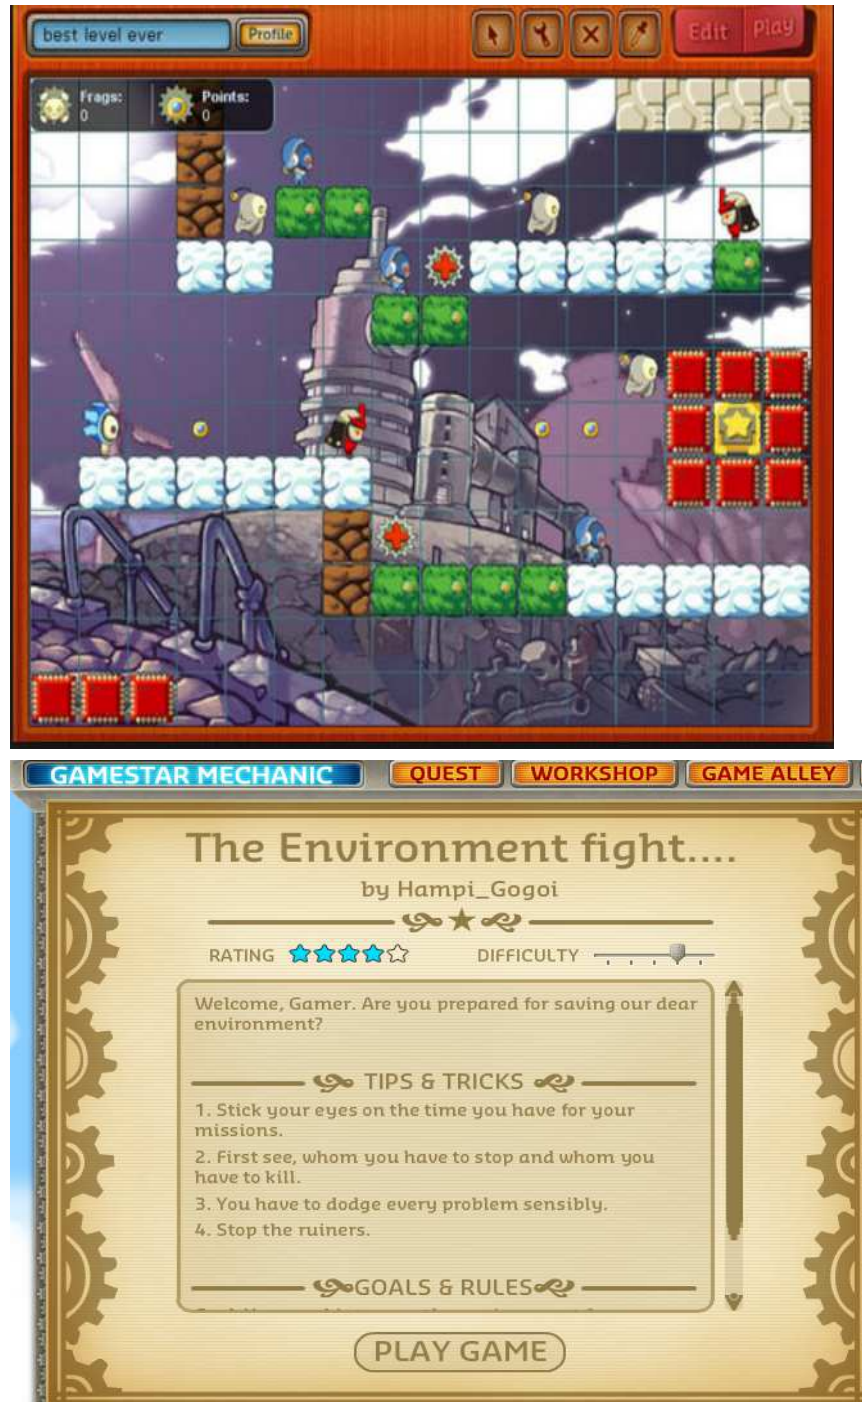 best level ever
Profile
Edit
Play
Frags:
0
Points:
0
GAMESTAR MECHANIC
QUEST
WORKSHOP
GAME ALLEY
The Environment fight....
by Hampi_Gogoi
RATING
DIFFICULTY
Welcome, Gamer. Are you prepared for saving our dear
environment?
TIPS & TRICKS
1. Stick your eyes on the time you have for your
missions.
2. First see, whom you have to stop and whom you
have to kill.
3. You have to dodge every problem sensibly.
4. Stop the ruiners.
GOALS & RULES
PLAY GAME